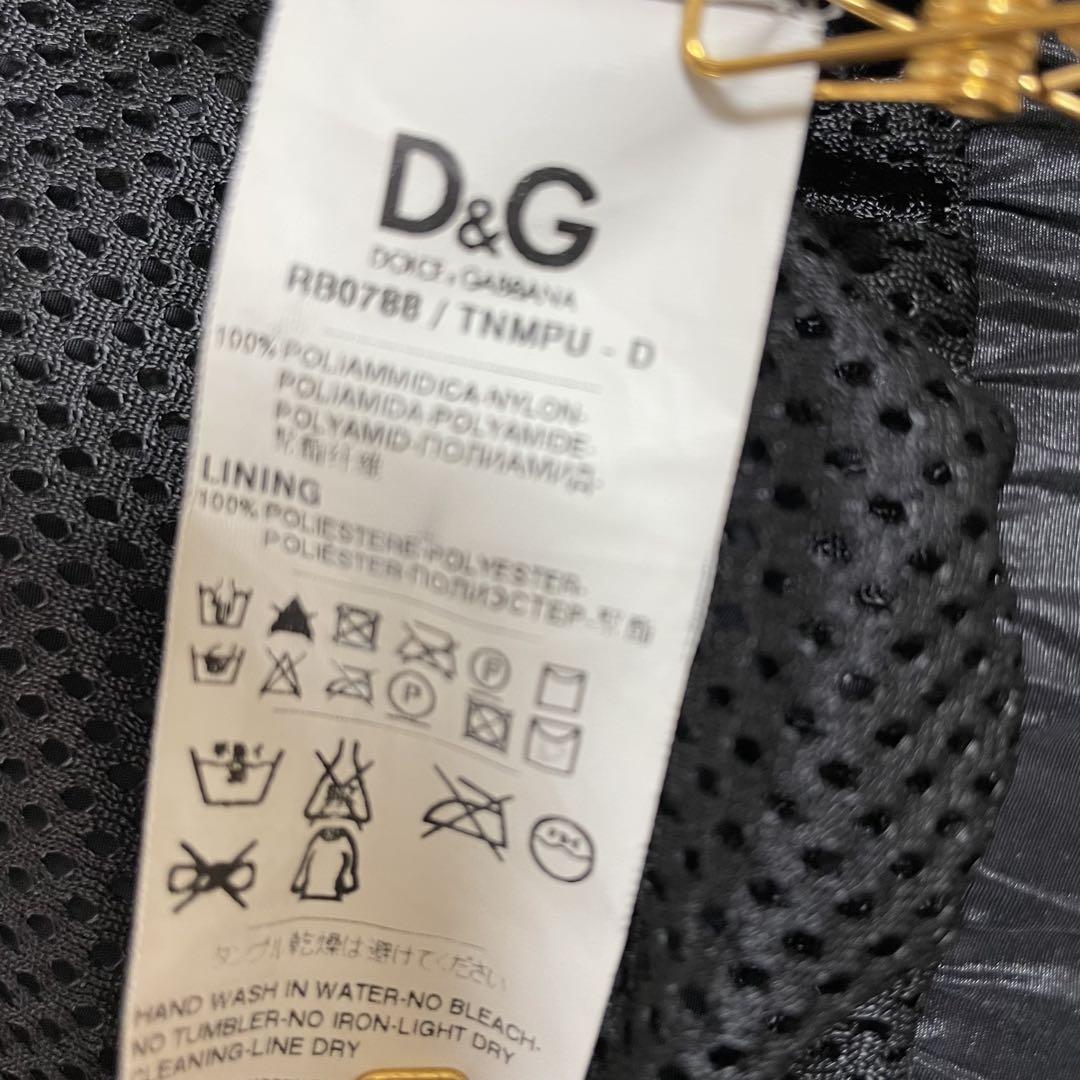 D&G
DOLCE & GABBANA
RB0788 / TNMPU - D
100% POLIAMMIDICA-NYLON-
POLIAMIDA-POLYAMIDE-
POLYAMID-ПОЛИАМИД-
LINING
100% POLIESTERE-POLYESTER-
POLIESTER-ПОЛИЭСТЕР-
F
P
タンブル乾燥は避けてください
HAND WASH IN WATER-NO BLEACH-
NO TUMBLER-NO IRON-LIGHT DRY
CLEANING-LINE DRY